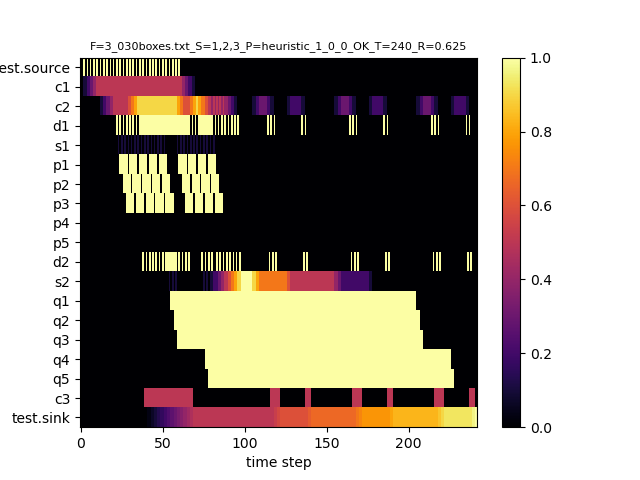 F=3_030boxes.txt_S=1,2,3_P=heuristic_1_0_0_OK_T=240_R=0.625
est.source
c1
c2
d1
s1
p1
p2
p3
p4
p5
d2
s2
q1
q2
q3
q4
q5
c3
test.sink
0 50 100 150 200
time step
1.0
0.8
0.6
0.4
0.2
0.0